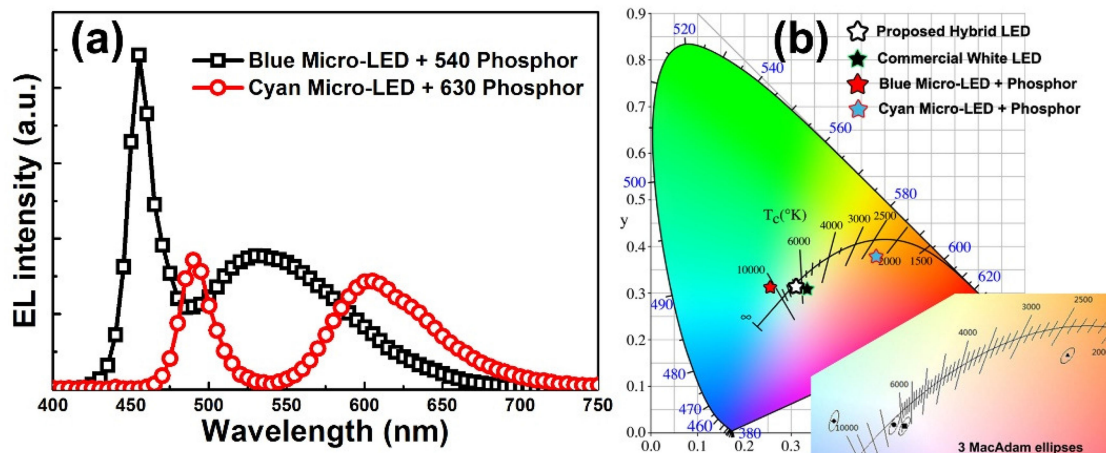 (a)
Blue Micro-LED + 540 Phosphor
Cyan Micro-LED + 630 Phosphor
EL intensity (a.u.)
400 450 500 550 600 650 700 750
Wavelength (nm)
(b)
Proposed Hybrid LED
Commercial White LED
Blue Micro-LED + Phosphor
Cyan Micro-LED + Phosphor
0.9
0.8
0.7
0.6
0.5
y
0.4
0.3
0.2
0.1
0.0
0.0 0.1 0.2 0.3
520
540
560
500
580
600
620
490
480
470
460
380
Tc(°K)
∞
10000
6000
4000
3000
2500
2000
1500
10000
6000
4000
3000
2500
3 MacAdam ellipses